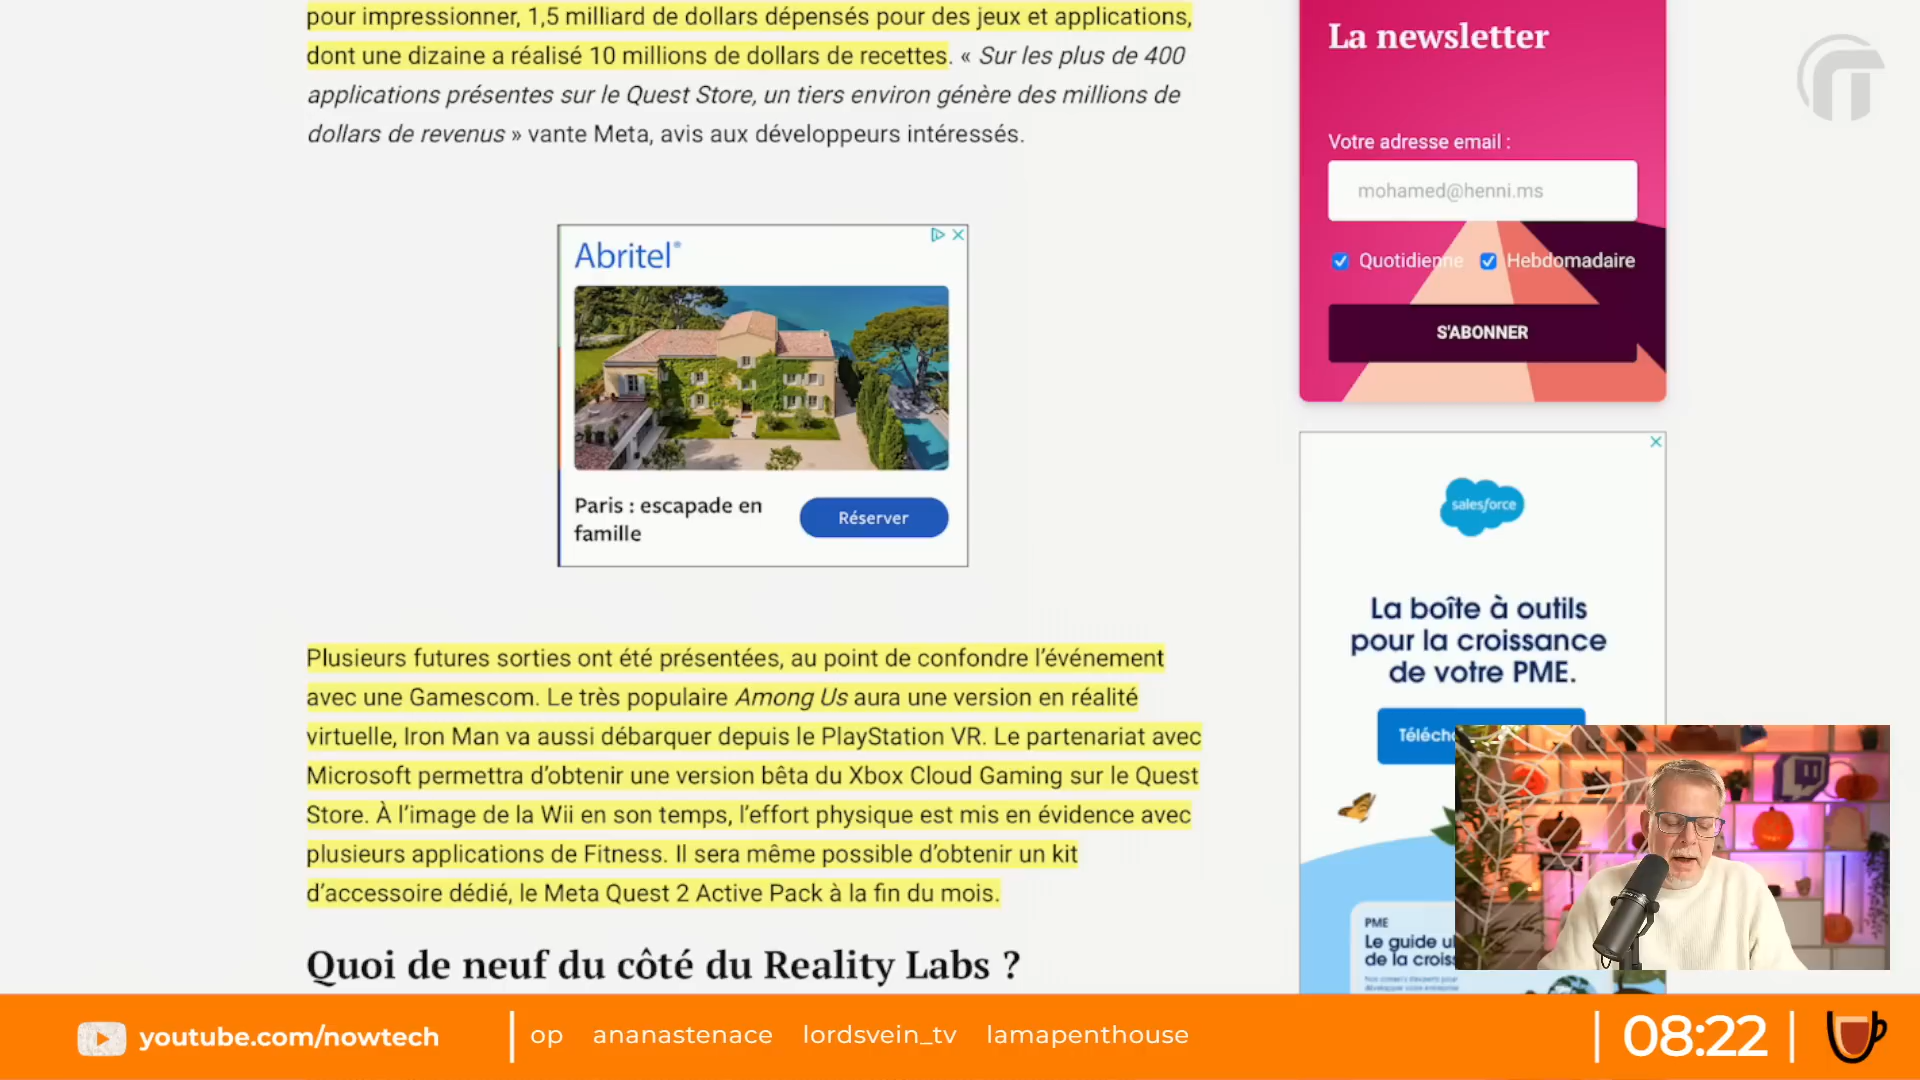 pour impressionner, 1,5 milliard de dollars dépensés pour des jeux et applications,
dont une dizaine a réalisé 10 millions de dollars de recettes. « Sur les plus de 400
applications présentes sur le Quest Store, un tiers environ génère des millions de
dollars de revenus » vante Meta, avis aux développeurs intéressés.
Abritel®
Paris : escapade en
famille
Réserver
Plusieurs futures sorties ont été présentées, au point de confondre l’événement
avec une Gamescom. Le très populaire Among Us aura une version en réalité
virtuelle, Iron Man va aussi débarquer depuis le PlayStation VR. Le partenariat avec
Microsoft permettra d’obtenir une version bêta du Xbox Cloud Gaming sur le Quest
Store. À l’image de la Wii en son temps, l’effort physique est mis en évidence avec
plusieurs applications de Fitness. Il sera même possible d’obtenir un kit
d’accessoire dédié, le Meta Quest 2 Active Pack à la fin du mois.
Quoi de neuf du côté du Reality Labs ?
La newsletter
Votre adresse email :
mohamed@henni.ms
Quotidienne
Hebdomadaire
S'ABONNER
salesforce
La boîte à outils
pour la croissance
de votre PME.
Télécha
PME
Le guide ul
de la crois
youtube.com/nowtech
op ananastenace lordsvein_tv lamapenthouse
08:22